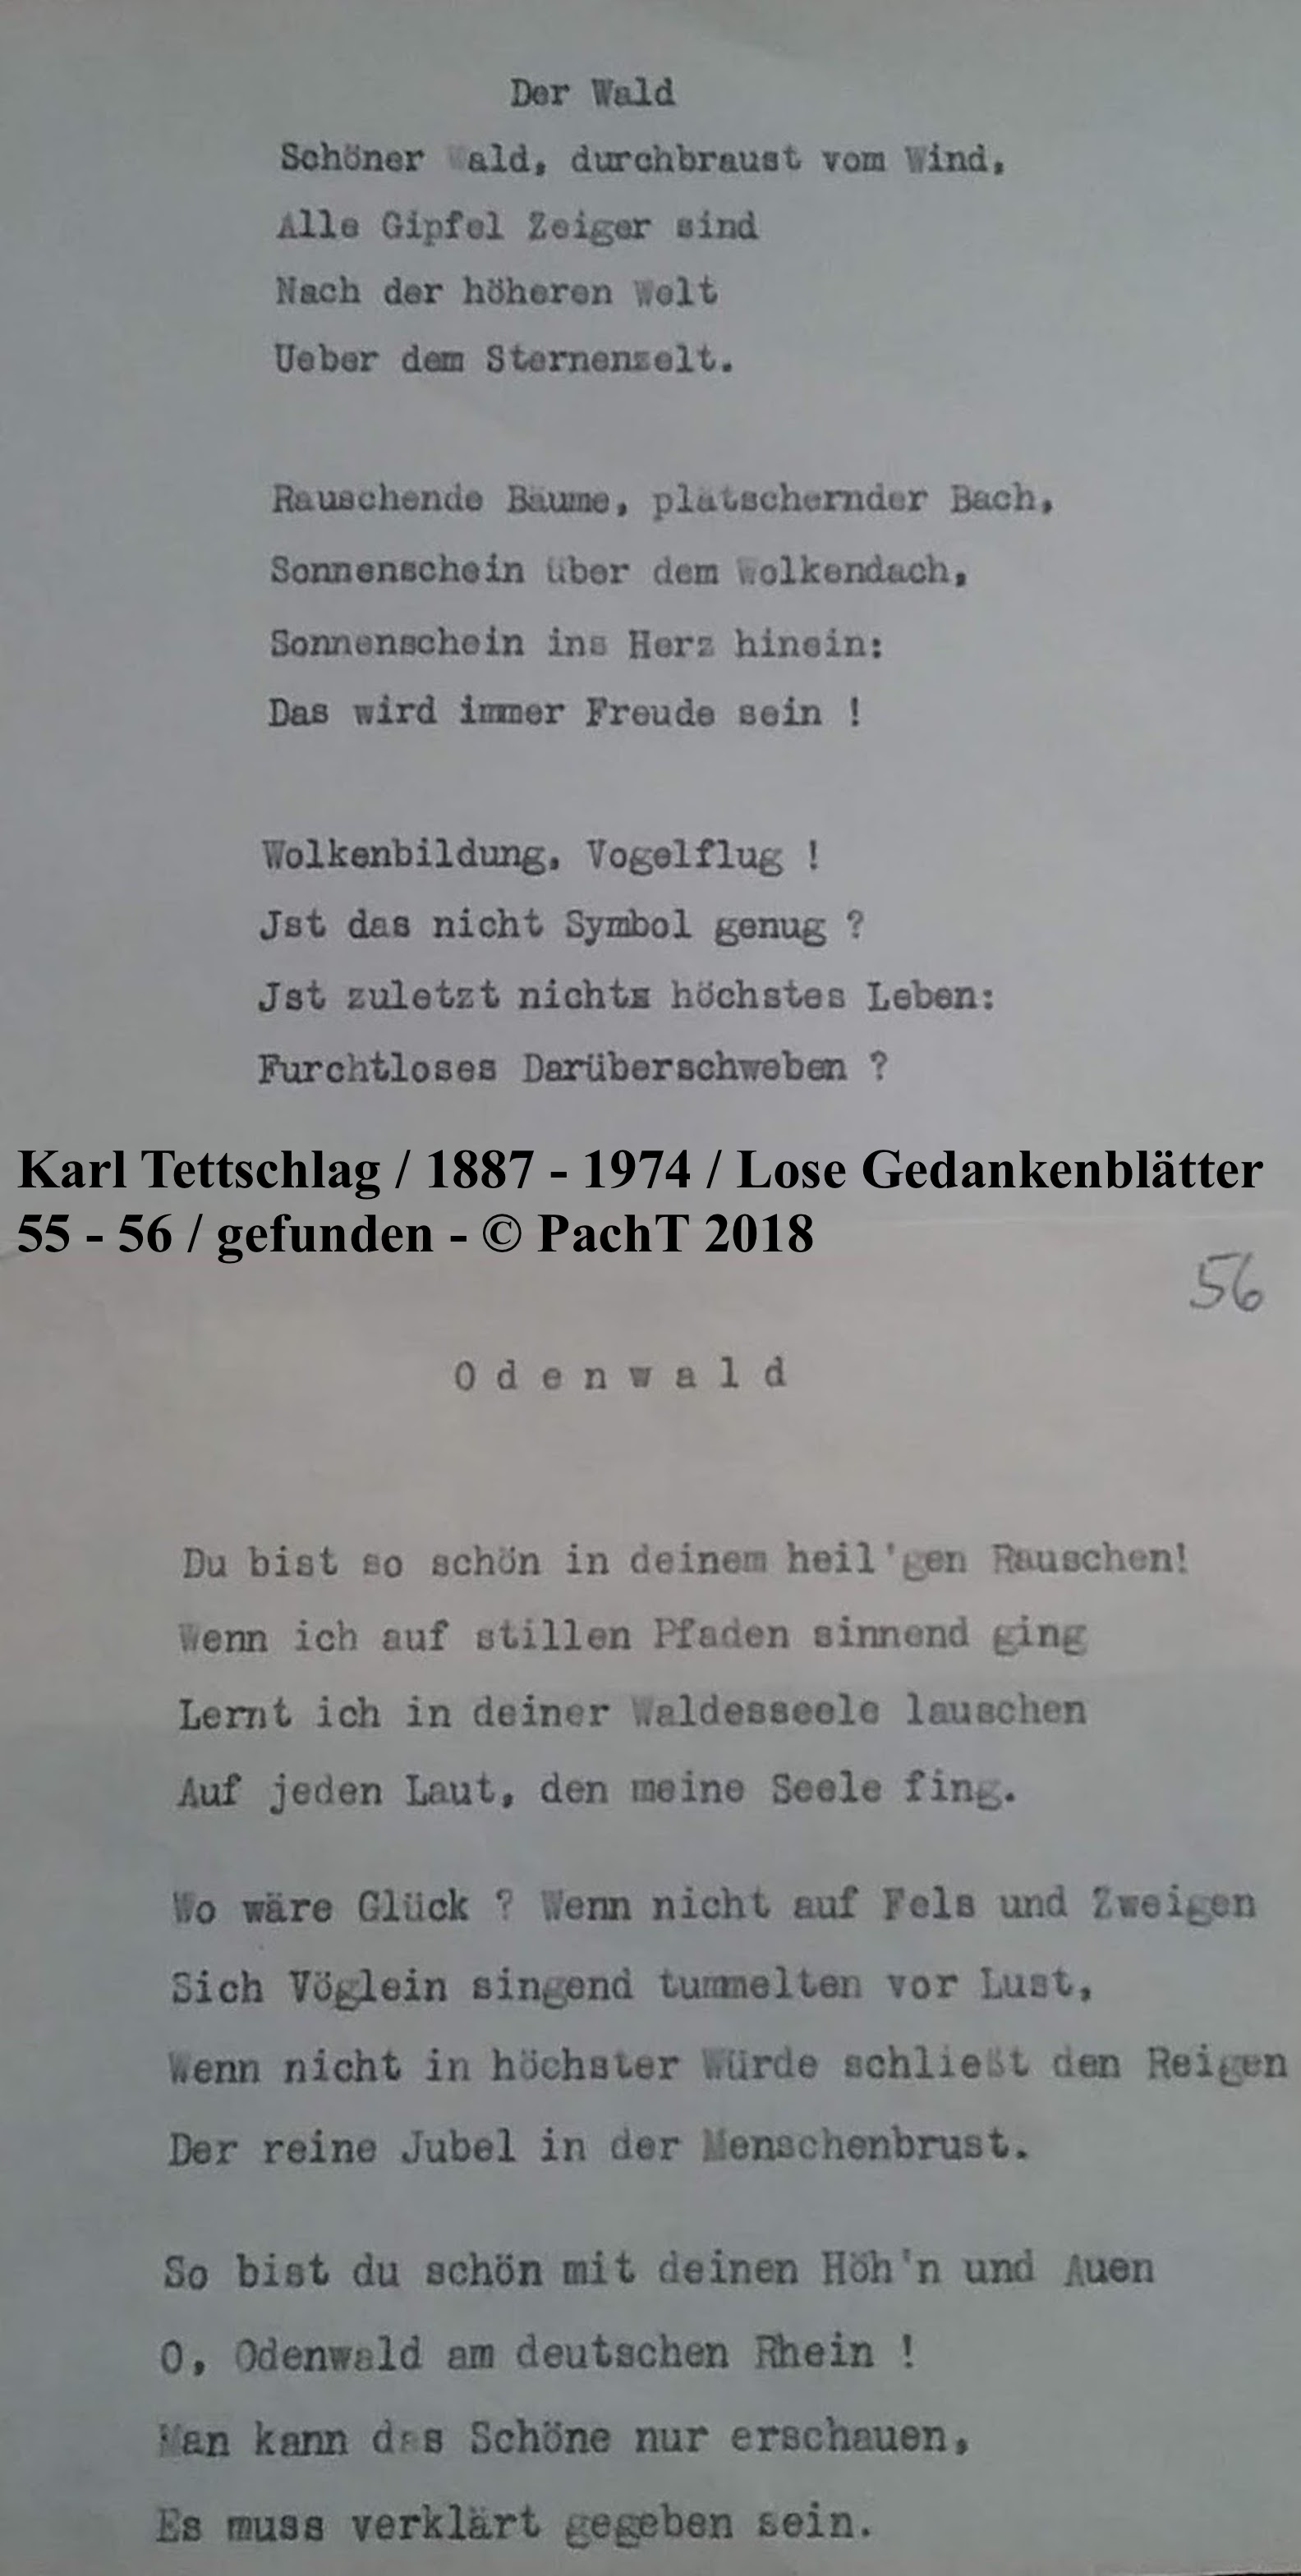 Der Wald
Schöner Wald, durchbraust vom Wind,
Alle Gipfel Zeiger sind
Nach der höheren Welt
Ueber dem Sternenzelt.
Rauschende Bäume, plätschernder Bach,
Sonnenschein über dem Wolkendach,
Sonnenschein ins Herz hinein:
Das wird immer Freude sein !
Wolkenbildung, Vogelflug !
Jst das nicht Symbol genug ?
Jst zuletzt nichts höchstes Leben:
Furchtloses Darüberschweben ?
Karl Tettschlag / 1887 - 1974 / Lose Gedankenblätter
55 - 56 / gefunden - © PachT 2018
56
Odenwald
Du bist so schön in deinem heil'gen Rauschen!
Wenn ich auf stillen Pfaden sinnend ging
Lernt ich in deiner Waldesseele lauschen
Auf jeden Laut, den meine Seele fing.
Wo wäre Glück ? Wenn nicht auf Fels und Zweigen
Sich Vöglein singend tummelten vor Lust,
Wenn nicht in höchster Würde schließt den Reigen
Der reine Jubel in der Menschenbrust.
So bist du schön mit deinen Höh'n und Auen
O, Odenwald am deutschen Rhein !
Man kann das Schöne nur erschauen,
Es muss verklärt gegeben sein.